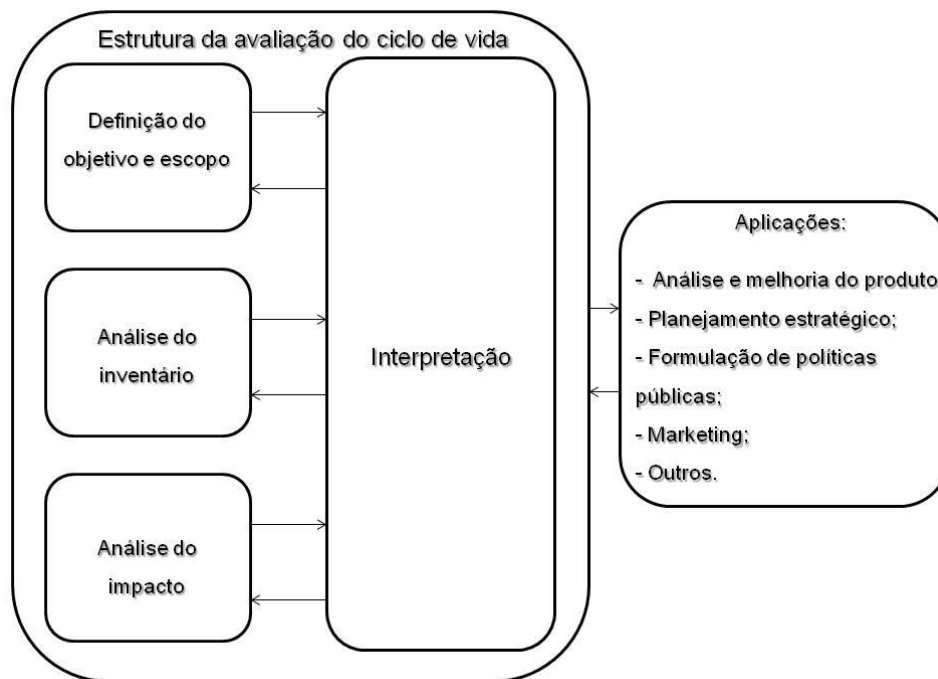 Estrutura da avaliação do ciclo de vida
Definição do
objetivo e escopo
Análise do
inventário
Análise do
impacto
Interpretação
Aplicações:
- Análise e melhoria do produto
- Planejamento estratégico;
- Formulação de políticas
públicas;
- Marketing;
- Outros.